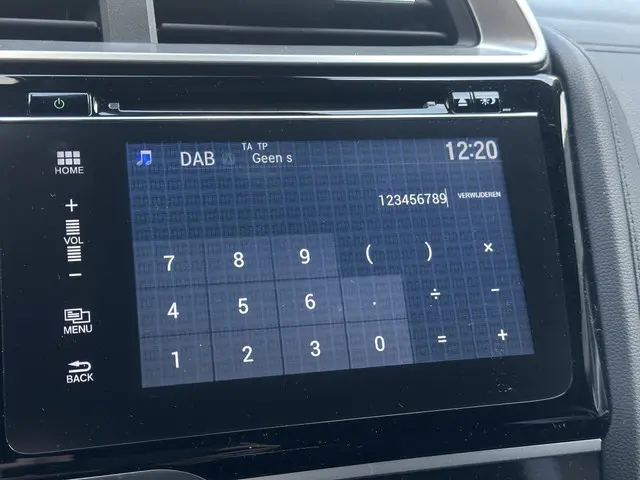 TA TP
DAB Geen s 12:20
123456789 VERWIJDEREN
7 8 9 ( ) ×
4 5 6 . ÷ -
1 2 3 0 = +
HOME
+
VOL
-
MENU
BACK